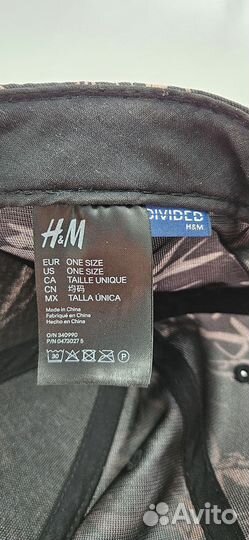 DIVIDED
H&M
H&M
EUR ONE SIZE
US ONE SIZE
CA TAILLE UNIQUE
CN 均码
MX TALLA ÚNICA
Made in China
Fabriqué en Chine
Hecho en China
O/N 340990
P/N 0473027 5
30
P
Avito